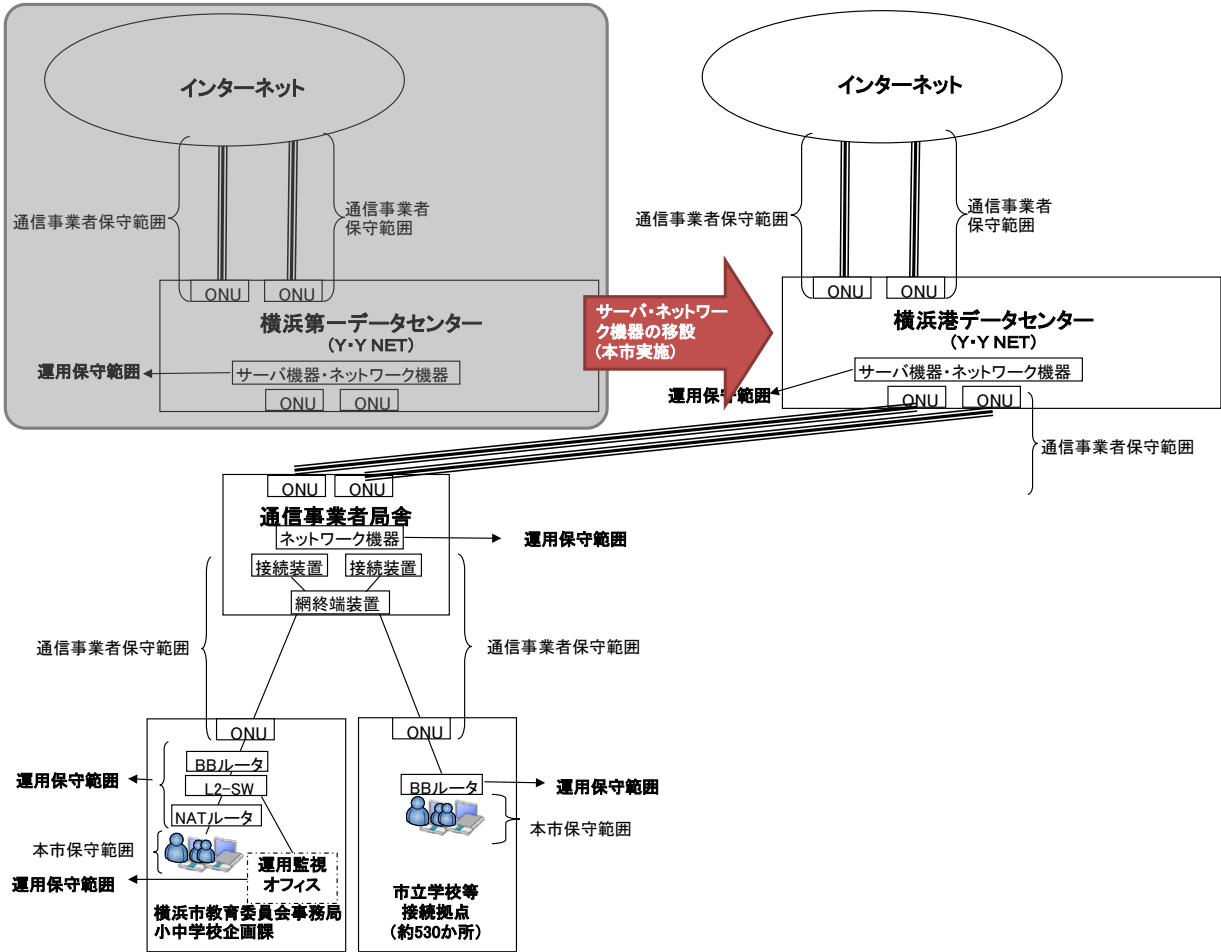 インターネット
通信事業者保守範囲
通信事業者
保守範囲
ONU
ONU
横浜第一データセンター
(Y・Y NET)
運用保守範囲
サーバ機器・ネットワーク機器
ONU
ONU
サーバ・ネットワー
ク機器の移設
(本市実施)
インターネット
通信事業者保守範囲
通信事業者
保守範囲
ONU
ONU
横浜港データセンター
(Y・Y NET)
サーバ機器・ネットワーク機器
運用保守範囲
ONU
ONU
通信事業者保守範囲
ONU
ONU
通信事業者局舎
ネットワーク機器
運用保守範囲
接続装置
接続装置
網終端装置
通信事業者保守範囲
通信事業者保守範囲
ONU
BBルータ
運用保守範囲
L2-SW
NATルータ
本市保守範囲
運用監視
オフィス
運用保守範囲
横浜市教育委員会事務局
小中学校企画課
ONU
BBルータ
運用保守範囲
本市保守範囲
市立学校等
接続拠点
(約530か所)